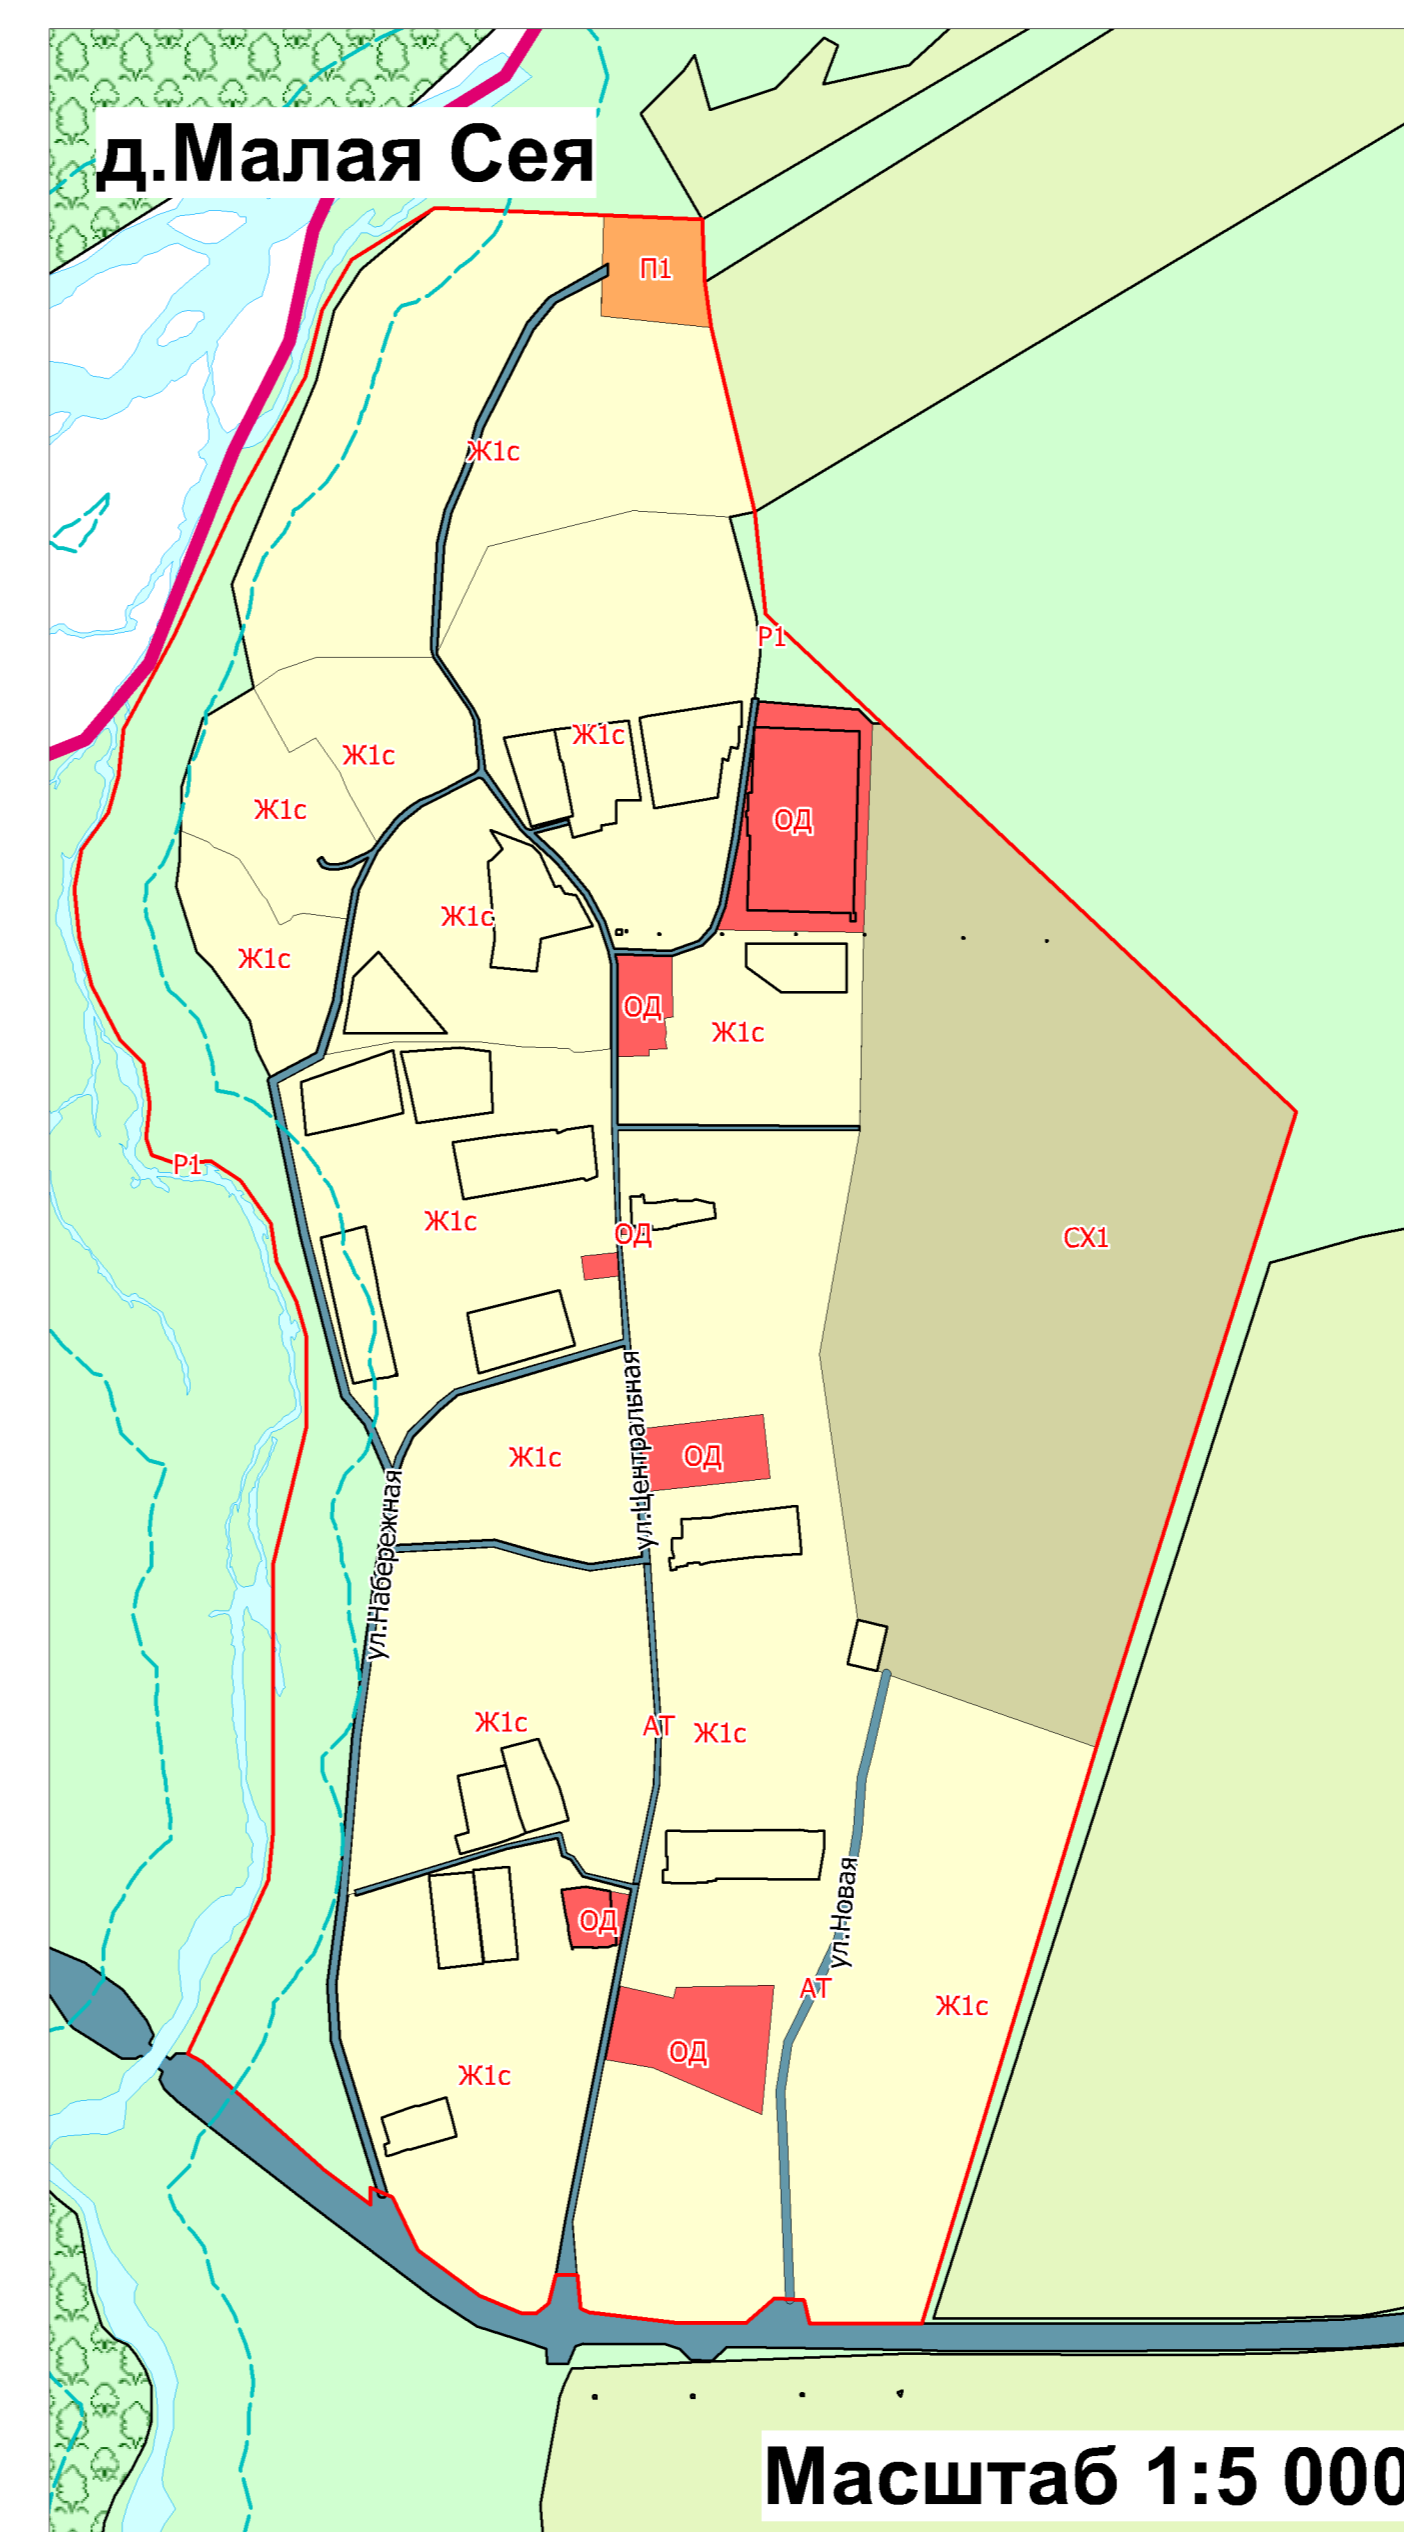 д.Малая Сея
П1
Ж1с
Р1
Ж1с
Ж1с
Ж1с
ОД
Ж1с
Ж1с
ОД
Ж1с
Р1
Ж1с
ОД
СХ1
ул.Центральная
ОД
Ж1с
ул.Набережная
Ж1с
АТ
Ж1с
ул.Новая
ОД
АТ
Ж1с
ОД
Ж1с
Масштаб 1:5 000